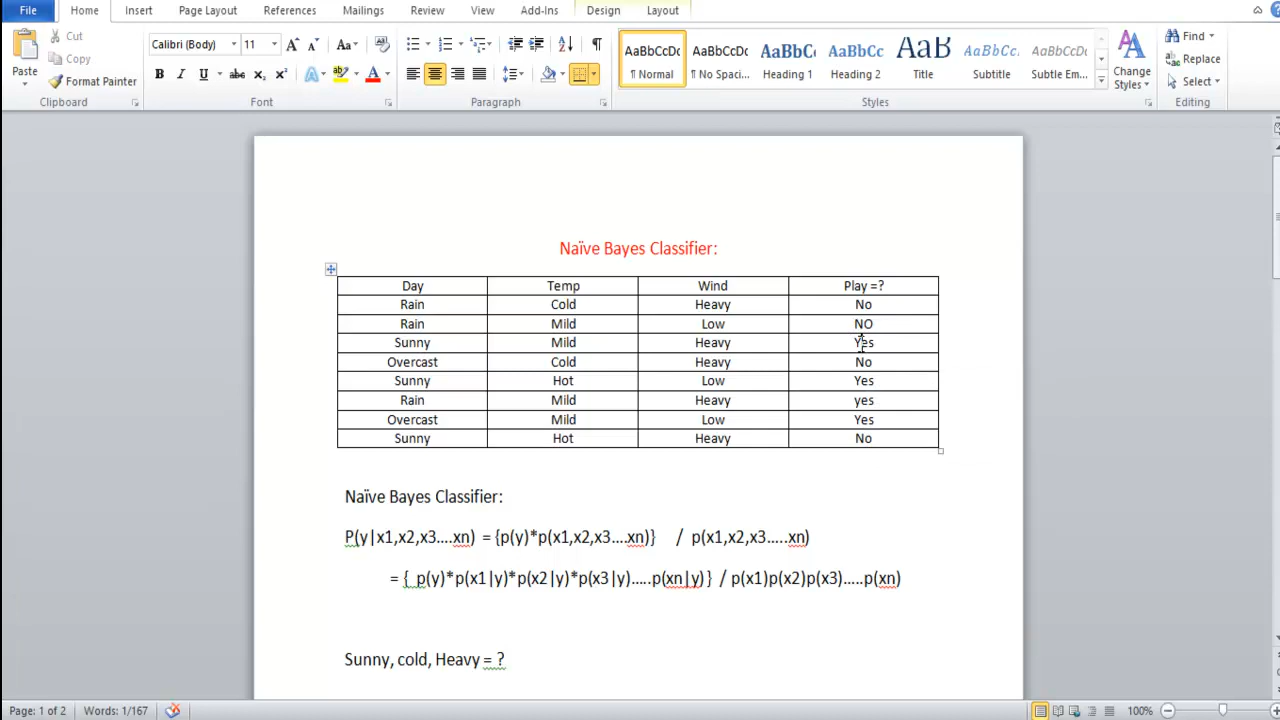 File Home Insert Page Layout References Mailings Review View Add-Ins Design Layout
Cut Calibri (Body) 11 Aa AaBbCcDc AaBbCcDc AaBbCc AaBbCc AaB AaBbCc. AaBbCcDc Find
Paste Copy Replace
Format Painter B I U abc x₂ x² A A ¶ Normal ¶ No Spaci... Heading 1 Heading 2 Title Subtitle Subtle Em... Change Styles Select
Clipboard Font Paragraph Styles Editing
Naïve Bayes Classifier:
Day Temp Wind Play =?
Rain Cold Heavy No
Rain Mild Low NO
Sunny Mild Heavy Yes
Overcast Cold Heavy No
Sunny Hot Low Yes
Rain Mild Heavy yes
Overcast Mild Low Yes
Sunny Hot Heavy No
Naïve Bayes Classifier:
P(y|x1,x2,x3....xn) = {p(y)*p(x1,x2,x3....xn)} / p(x1,x2,x3.....xn)
= { p(y)*p(x1|y)*p(x2|y)*p(x3|y).....p(xn|y)} / p(x1)p(x2)p(x3).....p(xn)
Sunny, cold, Heavy = ?
Page: 1 of 2 Words: 1/167 100%